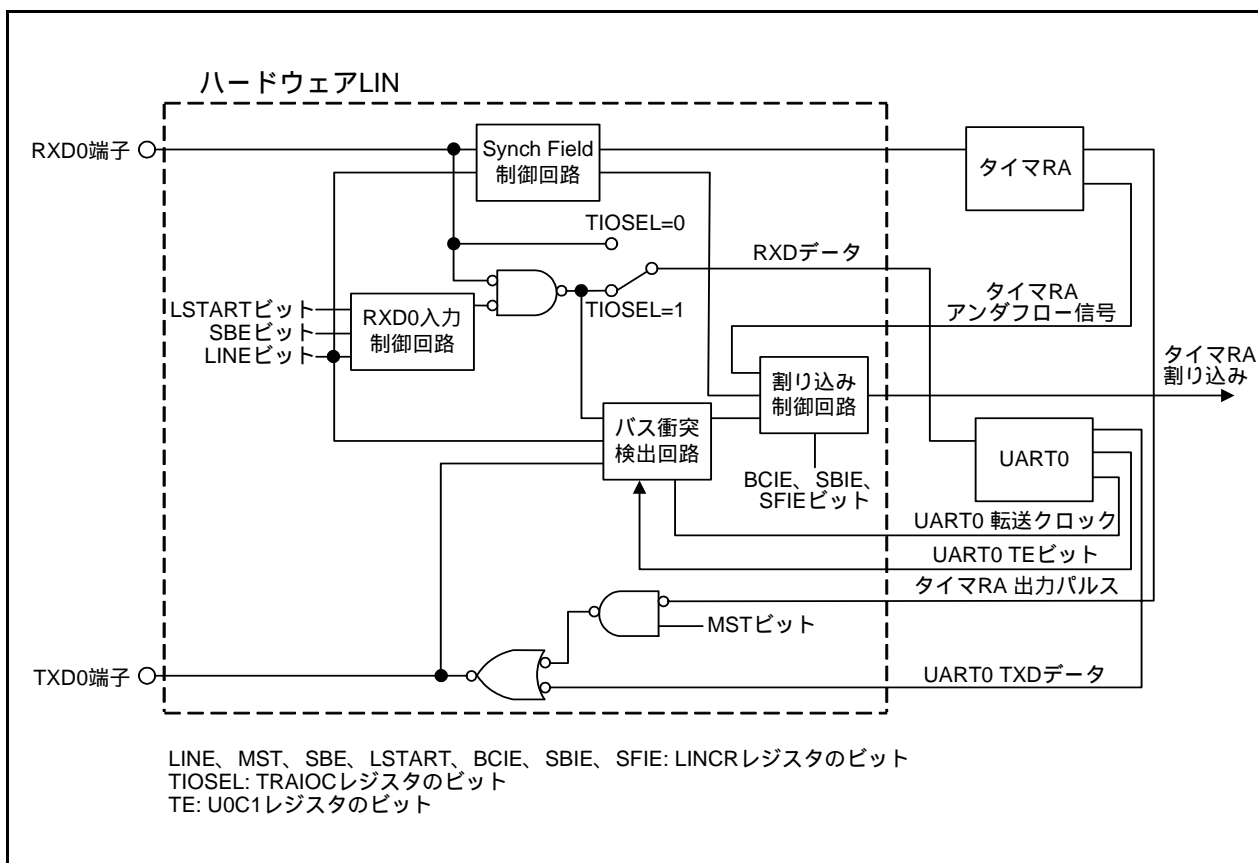 ハードウェアLIN
RXD0端子
Synch Field
制御回路
タイマRA
TIOSEL=0
RXDデータ
TIOSEL=1
LSTARTビット
SBEビット
LINEビット
RXD0入力
制御回路
タイマRA
アンダフロー信号
タイマRA
割り込み
割り込み
制御回路
バス衝突
検出回路
UART0
BCIE、SBIE、
SFIEビット
UART0 転送クロック
UART0 TEビット
タイマRA 出力パルス
MSTビット
TXD0端子
UART0 TXDデータ
LINE、MST、SBE、LSTART、BCIE、SBIE、SFIE: LINCRレジスタのビット
TIOSEL: TRAIOCレジスタのビット
TE: U0C1レジスタのビット